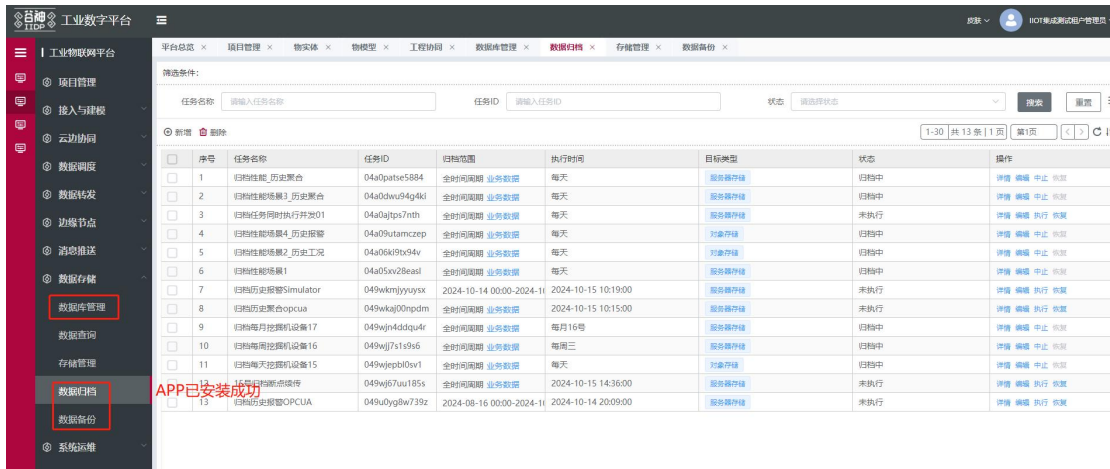 谷神 IIDP 工业数字平台 皮肤 IIOT集成测试租户管理员
工业物联网平台 平台总览 × 项目管理 × 物实体 × 物模型 × 工程协同 × 数据库管理 × 数据归档 × 存储管理 × 数据备份 ×
筛选条件:
项目管理
接入与建模
云边协同
数据调度
数据转发
边缘节点
消息推送
数据存储
数据库管理
数据查询
存储管理
数据归档
数据备份
系统运维
任务名称 请输入任务名称 任务ID 请输入任务ID 状态 请选择状态 搜索 重置
新增 删除 1-30 共 13 条 1 页 第1页 < >
序号 任务名称 任务ID 归档范围 执行时间 目标类型 状态 操作
1 归档性能_历史聚合 04a0patse5884 全时间周期 业务数据 每天 服务器存储 归档中 详情 编辑 中止 恢复
2 归档性能场景3_历史聚合 04a0dwu94g4ki 全时间周期 业务数据 每天 服务器存储 归档中 详情 编辑 中止 恢复
3 归档任务同时执行并发01 04a0ajtps7nth 全时间周期 业务数据 每天 服务器存储 未执行 详情 编辑 执行 恢复
4 归档性能场景4_历史报警 04a09utamczep 全时间周期 业务数据 每天 对象存储 归档中 详情 编辑 中止 恢复
5 归档性能场景2_历史工况 04a06ki9tx94v 全时间周期 业务数据 每天 对象存储 归档中 详情 编辑 中止 恢复
6 归档性能场景1 04a05xv28easl 全时间周期 业务数据 每天 服务器存储 归档中 详情 编辑 中止 恢复
7 归档历史报警Simulator 049wkmjyyuysx 2024-10-14 00:00-2024-10 2024-10-15 10:19:00 服务器存储 未执行 详情 编辑 执行 恢复
8 归档历史聚合opcua 049wkaj00npdm 全时间周期 业务数据 2024-10-15 10:15:00 服务器存储 未执行 详情 编辑 执行 恢复
9 归档每月挖掘机设备17 049wjn4ddqu4r 全时间周期 业务数据 每月16号 服务器存储 归档中 详情 编辑 中止 恢复
10 归档每周挖掘机设备16 049wjj7s1s9s6 全时间周期 业务数据 每周三 服务器存储 归档中 详情 编辑 中止 恢复
11 归档每天挖掘机设备15 049wjepbl0sv1 全时间周期 业务数据 每天 对象存储 归档中 详情 编辑 中止 恢复
12 15号归档断点续传 049wj67uu185s 全时间周期 业务数据 2024-10-15 14:36:00 服务器存储 未执行 详情 编辑 执行 恢复
APP已安装成功
13 归档历史报警OPCUA 049u0yg8w739z 2024-08-16 00:00-2024-10 2024-10-14 20:09:00 服务器存储 未执行 详情 编辑 执行 恢复